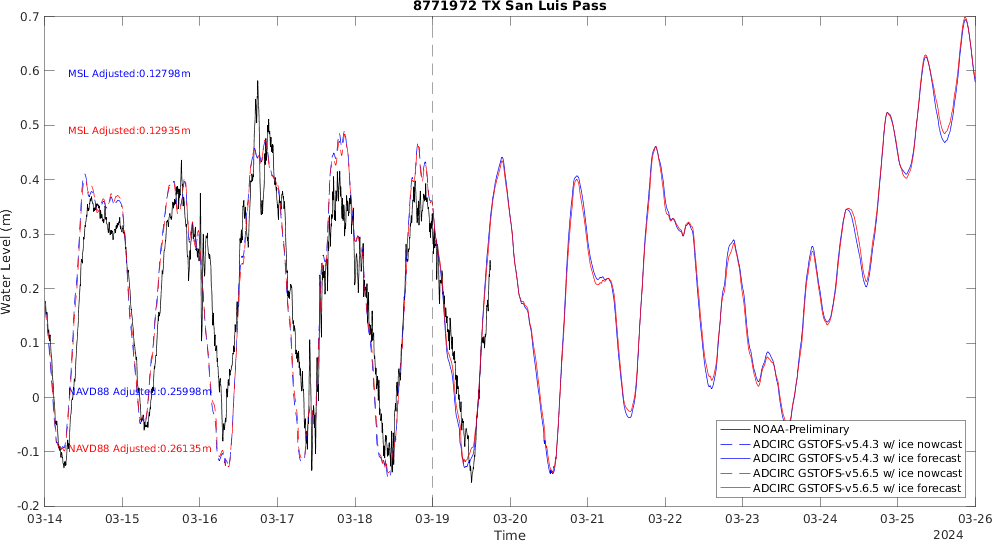 8771972 TX San Luis Pass
0.7
0.6
0.5
0.4
0.3
0.2
0.1
0
-0.1
-0.2
Water Level (m)
MSL Adjusted:0.12798m
MSL Adjusted:0.12935m
NAVD88 Adjusted:0.25998m
NAVD88 Adjusted:0.26135m
NOAA-Preliminary
ADCIRC GSTOFS-v5.4.3 w/ ice nowcast
ADCIRC GSTOFS-v5.4.3 w/ ice forecast
ADCIRC GSTOFS-v5.6.5 w/ ice nowcast
ADCIRC GSTOFS-v5.6.5 w/ ice forecast
03-14 03-15 03-16 03-17 03-18 03-19 03-20 03-21 03-22 03-23 03-24 03-25 03-26
Time
2024